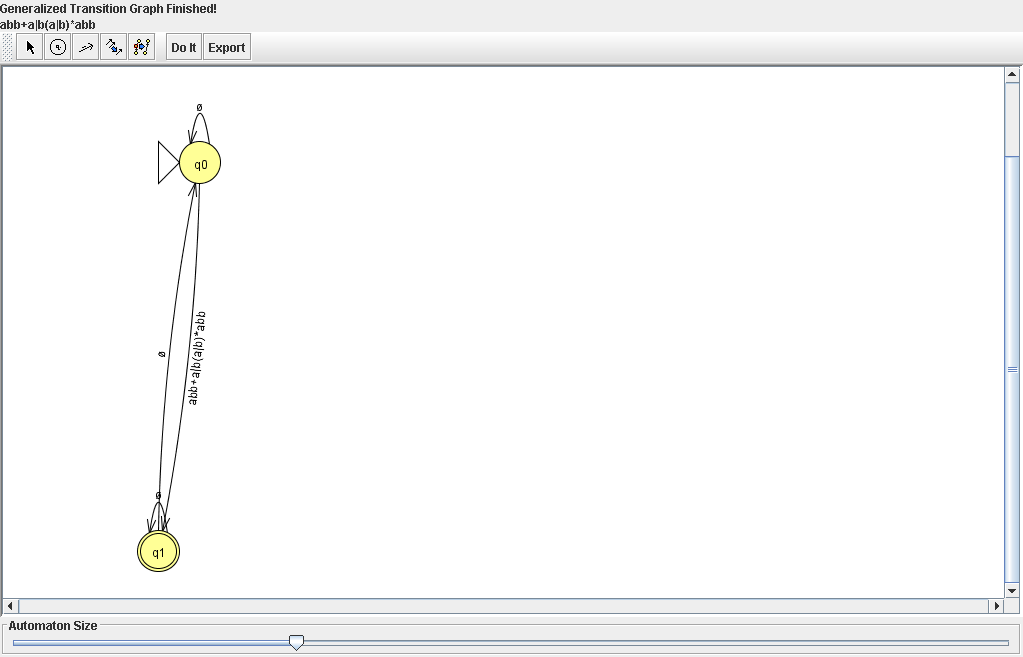 Generalized Transition Graph Finished!
abb+a|b(a|b)*abb
Do It Export
ø
q0
ø
abb+a|b(a|b)*abb
ø
q1
Automaton Size